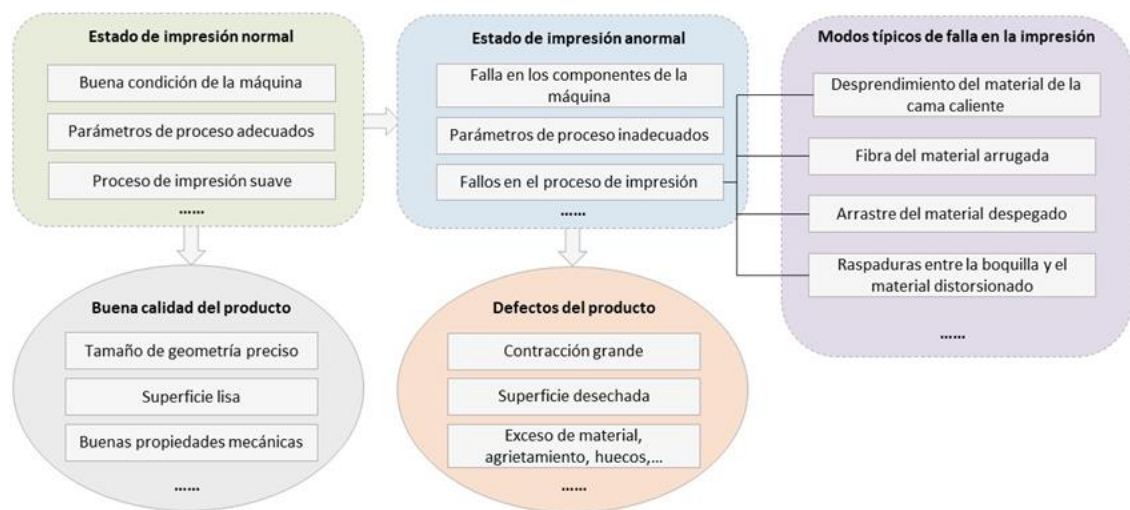 Estado de impresión normal
Buena condición de la máquina
Parámetros de proceso adecuados
Proceso de impresión suave
......
Estado de impresión anormal
Falla en los componentes de la
máquina
Parámetros de proceso inadecuados
Fallos en el proceso de impresión
......
Modos típicos de falla en la impresión
Desprendimiento del material de la
cama caliente
Fibra del material arrugada
Arrastre del material despegado
Raspaduras entre la boquilla y el
material distorsionado
......
Buena calidad del producto
Tamaño de geometría preciso
Superficie lisa
Buenas propiedades mecánicas
......
Defectos del producto
Contracción grande
Superficie desechada
Exceso de material,
agrietamiento, huecos,...
......